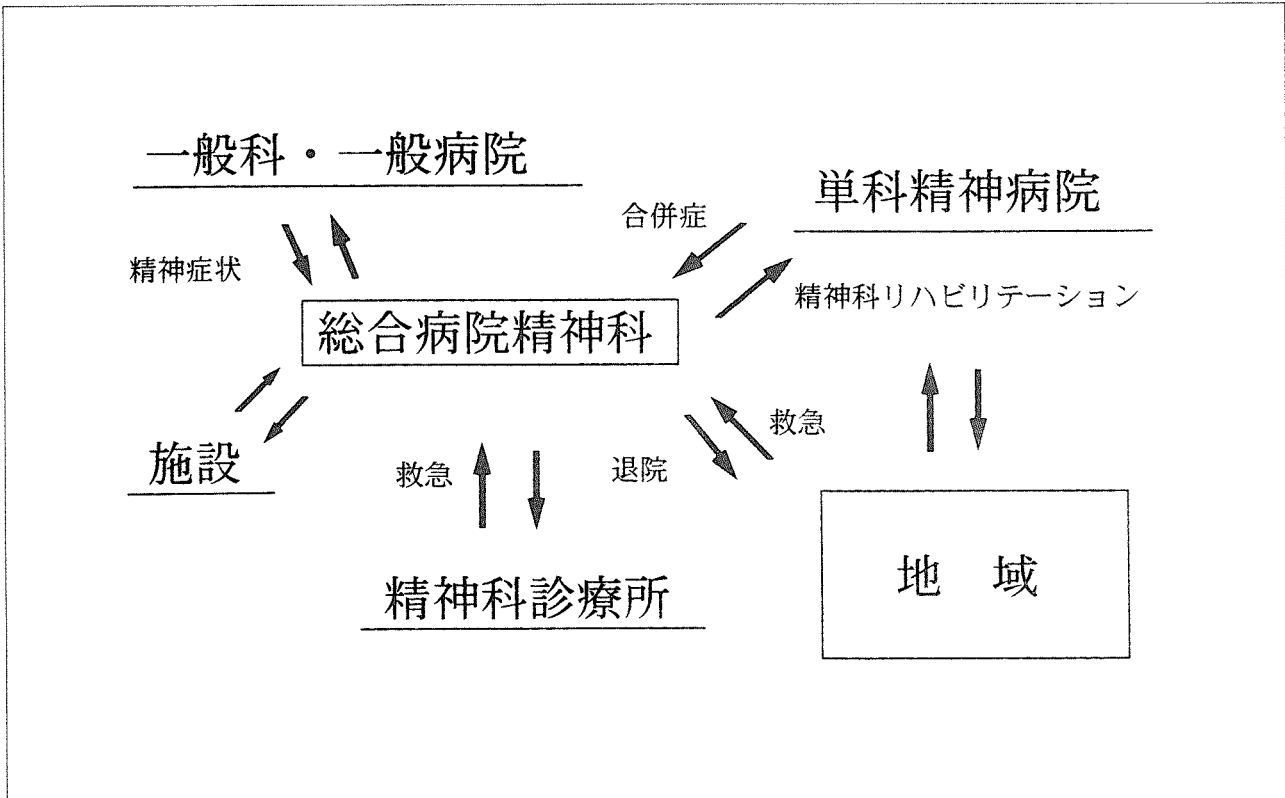 一般科・一般病院
単科精神病院
合併症
精神症状
精神科リハビリテーション
総合病院精神科
救急
施設
救急
退院
地 域
精神科診療所